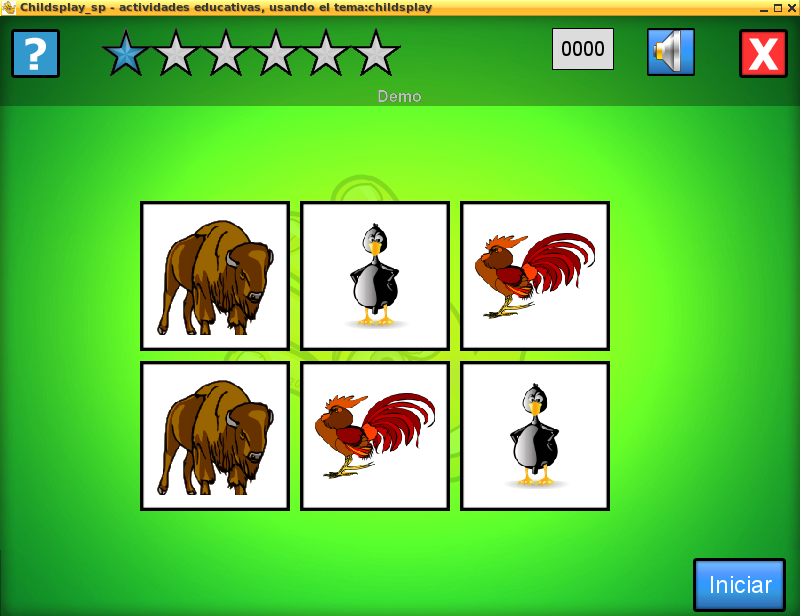 Childsplay_sp - actividades educativas, usando el tema:childsplay
?
0000
X
Demo
Iniciar